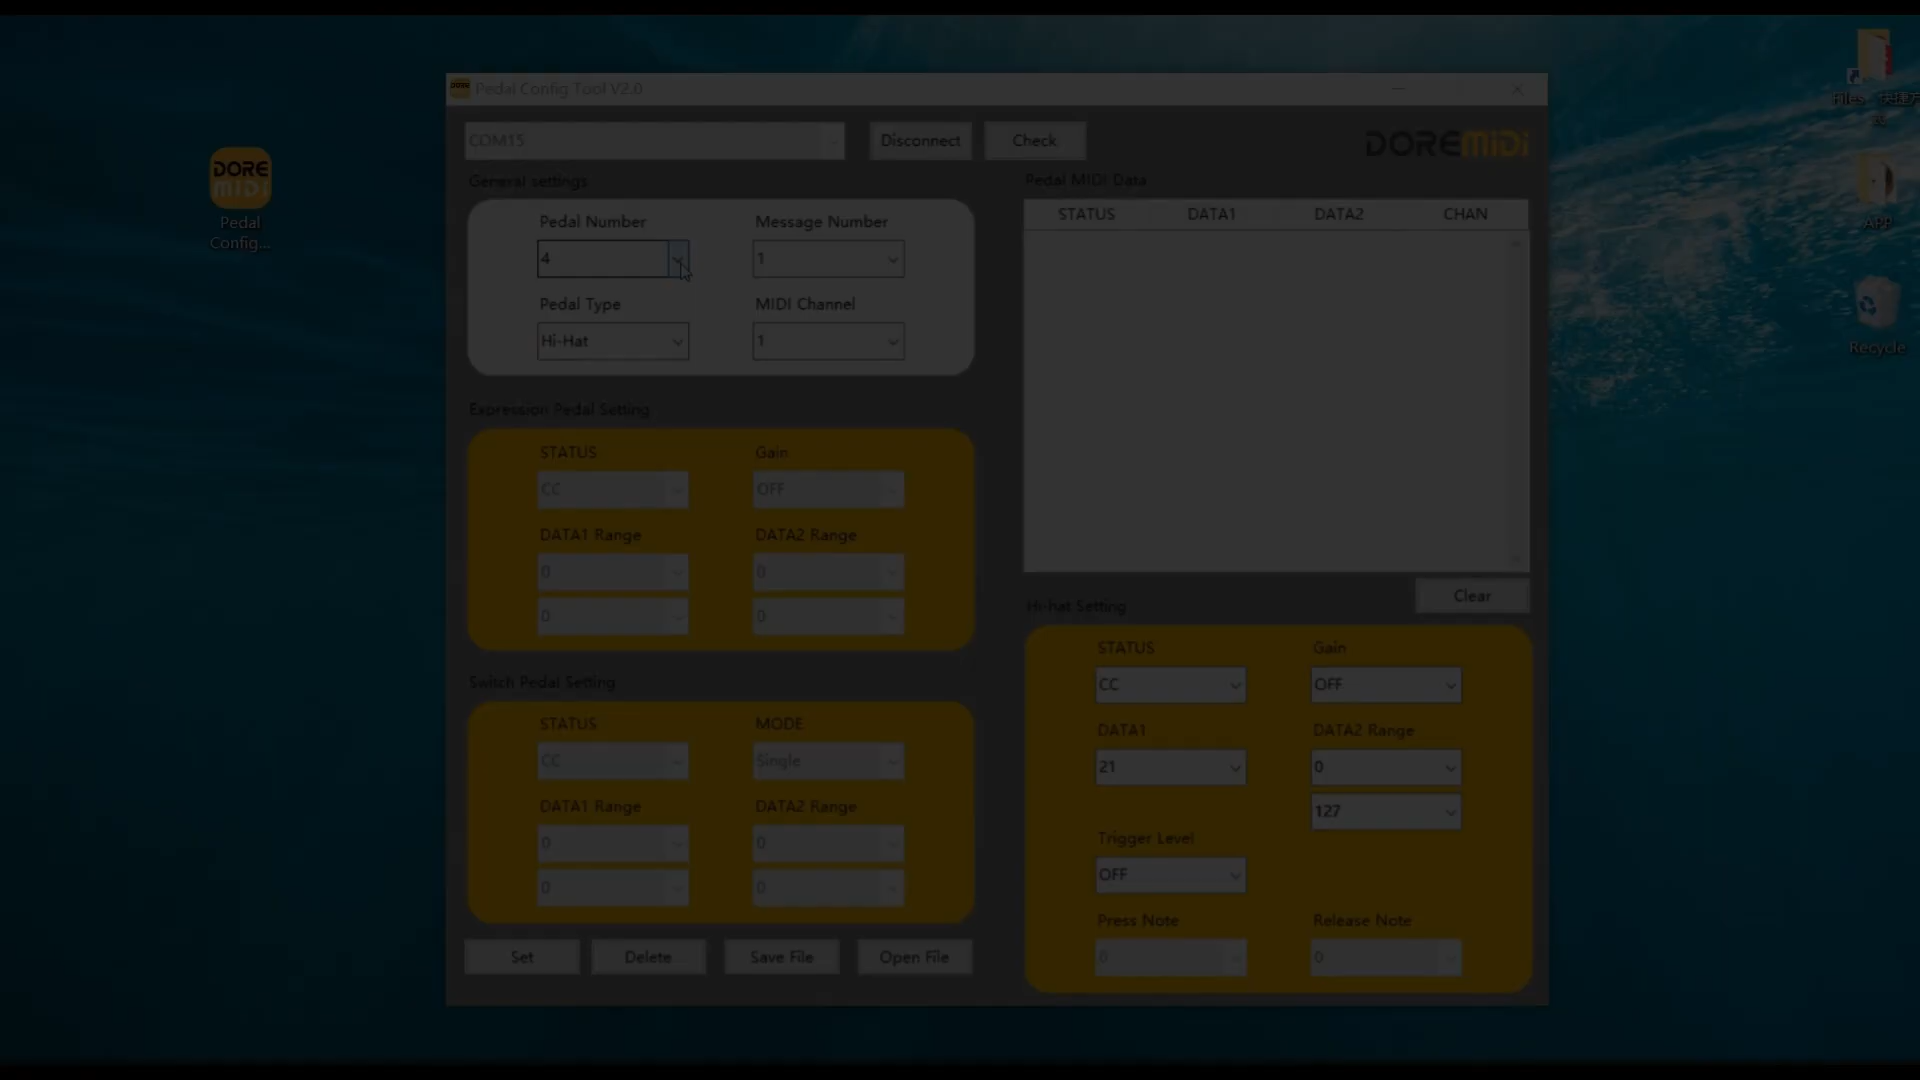 Pedal Config Tool V2.0
COM15
Disconnect
Check
DOREMIDI
General settings
Pedal Number
Message Number
4
1
Pedal Type
MIDI Channel
Hi-Hat
1
Expression Pedal Setting
STATUS
Gain
CC
OFF
DATA1 Range
DATA2 Range
0
0
0
0
Switch Pedal Setting
STATUS
MODE
CC
Single
DATA1 Range
DATA2 Range
0
0
0
0
Set
Delete
Save File
Open File
Pedal MIDI Data
STATUS
DATA1
DATA2
CHAN
Clear
Hi-hat Setting
STATUS
Gain
CC
OFF
DATA1
DATA2 Range
21
0
127
Trigger Level
OFF
Press Note
Release Note
0
0
DORE
MIDI
Pedal
Config...
Files - 快捷方
式
APP
Recycle